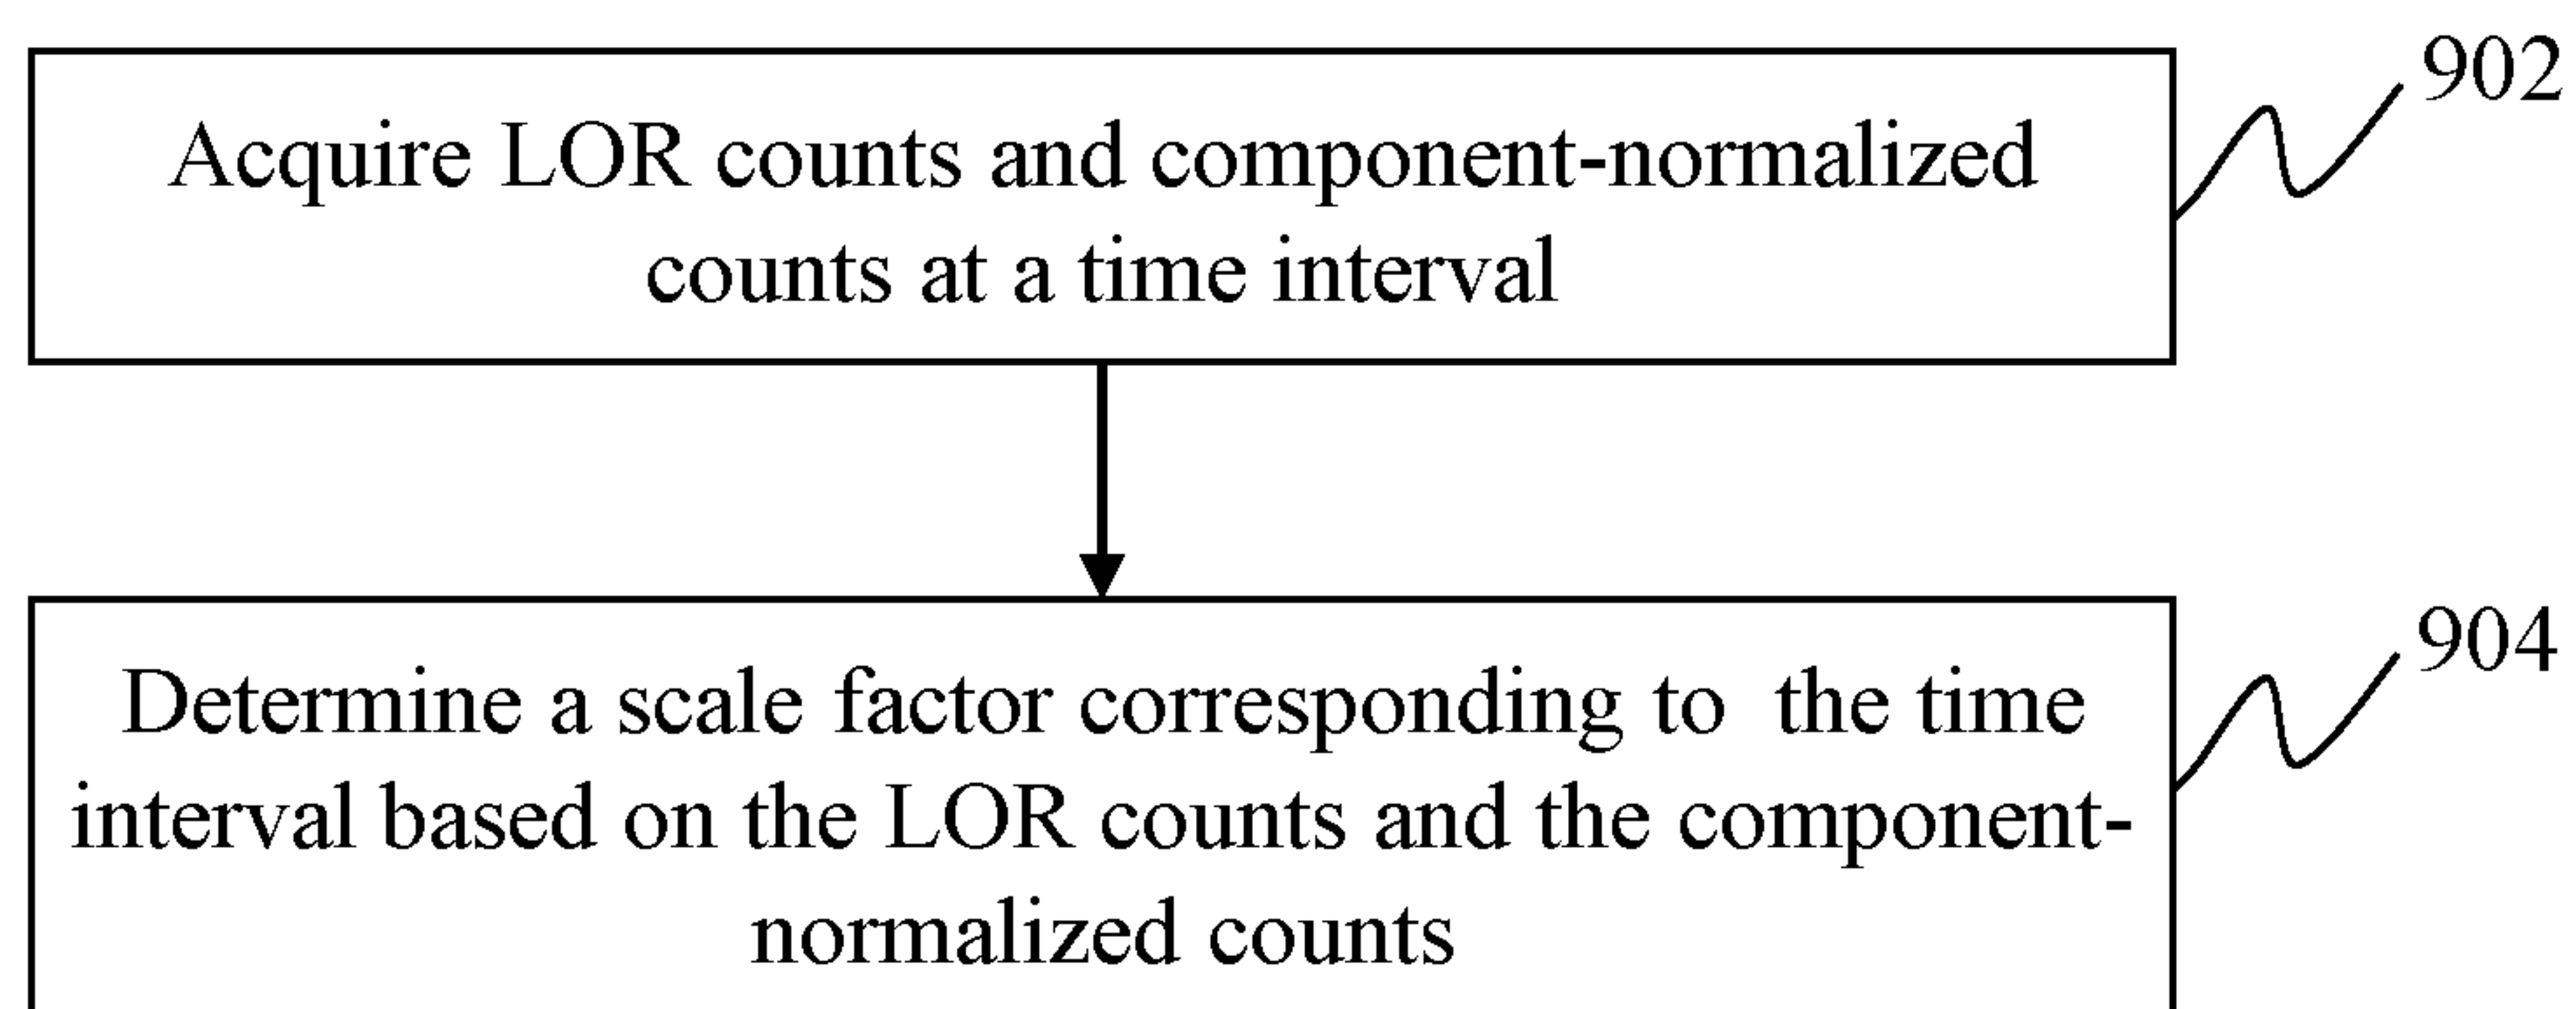 902
Acquire LOR counts and component-normalized
counts at a time interval
904
Determine a scale factor corresponding to the time
interval based on the LOR counts and the component-
normalized counts